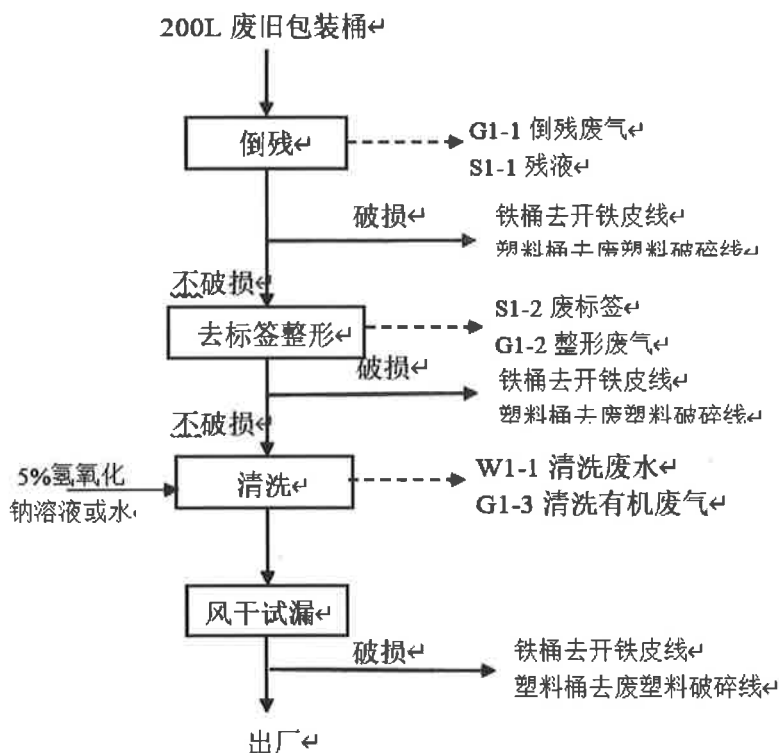 200L 废旧包装桶↵
倒残↵
G1-1 倒残废气↵
S1-1 残液↵
破损↵
铁桶去开铁皮线↵
塑料桶去废塑料破碎线↵
不破损↵
去标签整形↵
S1-2 废标签↵
G1-2 整形废气↵
破损↵
铁桶去开铁皮线↵
塑料桶去废塑料破碎线↵
不破损↵
5%氢氧化
钠溶液或水
清洗↵
W1-1 清洗废水↵
G1-3 清洗有机废气↵
风干试漏↵
破损↵
铁桶去开铁皮线↵
塑料桶去废塑料破碎线↵
出厂↵